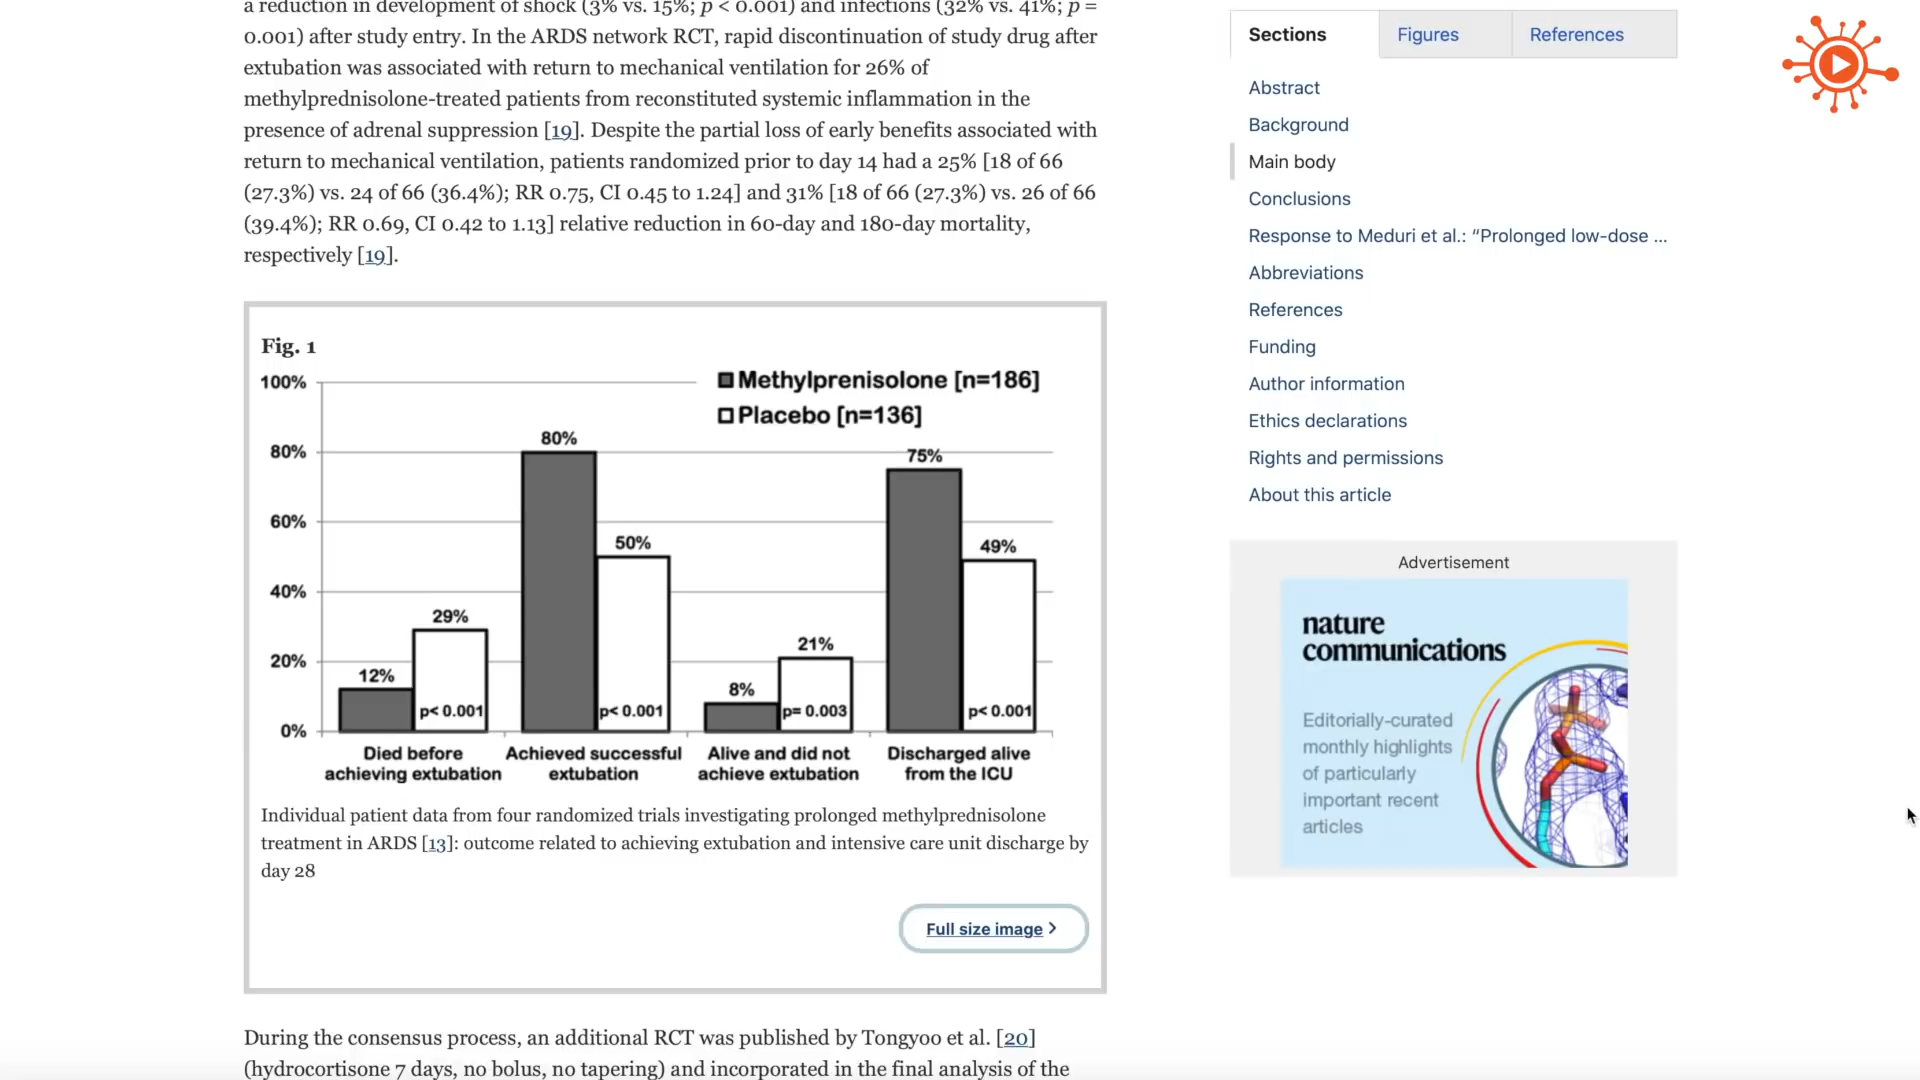 a reduction in development of shock (3% vs. 15%; p < 0.001) and infections (32% vs. 41%; p =
0.001) after study entry. In the ARDS network RCT, rapid discontinuation of study drug after
extubation was associated with return to mechanical ventilation for 26% of
methylprednisolone-treated patients from reconstituted systemic inflammation in the
presence of adrenal suppression [19]. Despite the partial loss of early benefits associated with
return to mechanical ventilation, patients randomized prior to day 14 had a 25% [18 of 66
(27.3%) vs. 24 of 66 (36.4%); RR 0.75, CI 0.45 to 1.24] and 31% [18 of 66 (27.3%) vs. 26 of 66
(39.4%); RR 0.69, CI 0.42 to 1.13] relative reduction in 60-day and 180-day mortality,
respectively [19].
Fig. 1
Methylprenisolone [n=186]
Placebo [n=136]
100%
80%
60%
40%
20%
0%
12%
29%
p< 0.001
80%
50%
p< 0.001
8%
21%
p= 0.003
75%
49%
p< 0.001
Died before
achieving extubation
Achieved successful
extubation
Alive and did not
achieve extubation
Discharged alive
from the ICU
Individual patient data from four randomized trials investigating prolonged methylprednisolone
treatment in ARDS [13]: outcome related to achieving extubation and intensive care unit discharge by
day 28
Full size image
During the consensus process, an additional RCT was published by Tongyoo et al. [20]
(hydrocortisone 7 days, no bolus, no tapering) and incorporated in the final analysis of the
Sections
Figures
References
Abstract
Background
Main body
Conclusions
Response to Meduri et al.: “Prolonged low-dose ...
Abbreviations
References
Funding
Author information
Ethics declarations
Rights and permissions
About this article
Advertisement
nature
communications
Editorially-curated
monthly highlights
of particularly
important recent
articles